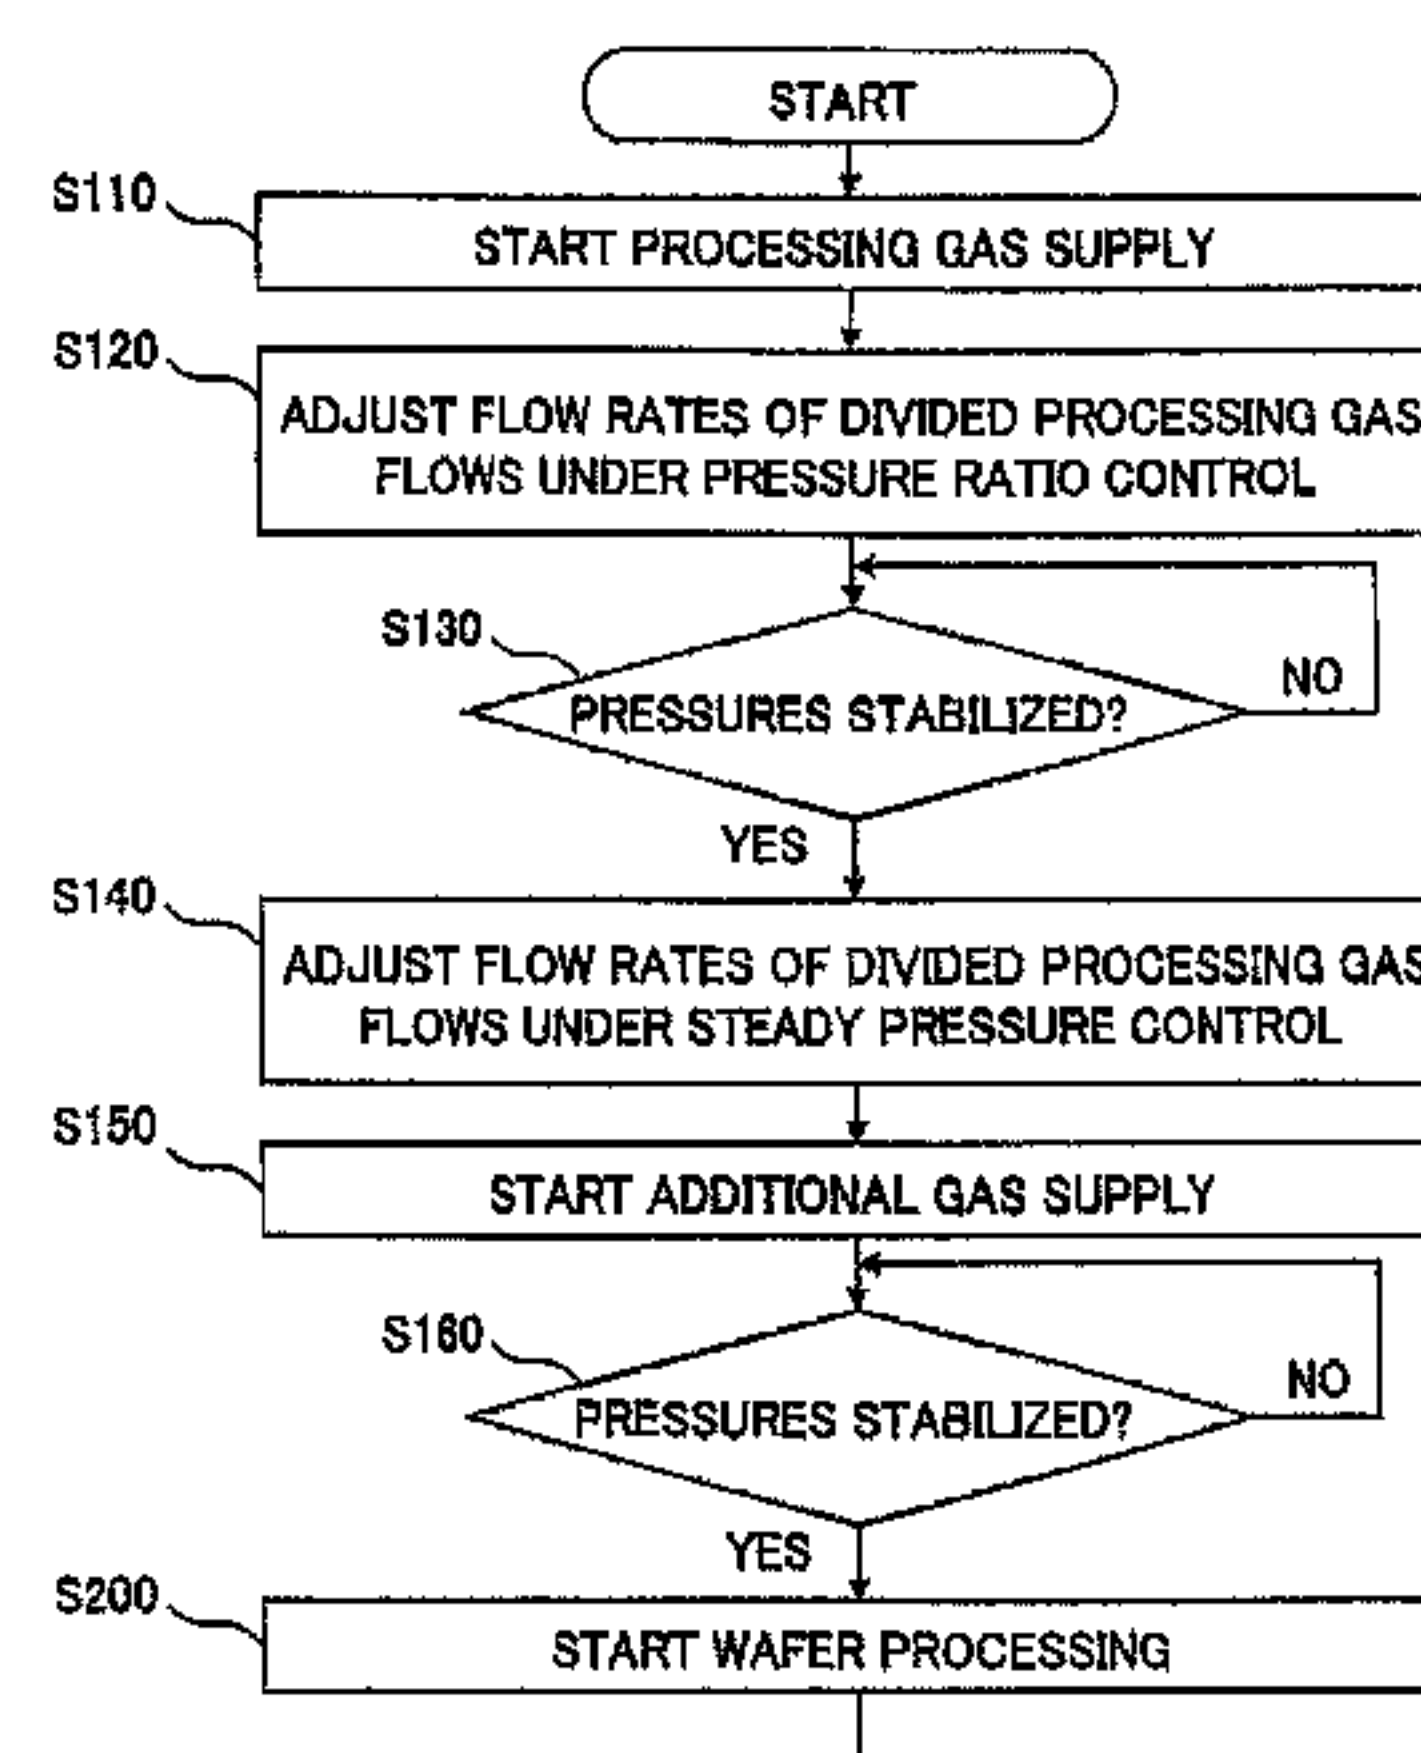 START
S110
START PROCESSING GAS SUPPLY
S120
ADJUST FLOW RATES OF DIVIDED PROCESSING GAS
FLOWS UNDER PRESSURE RATIO CONTROL
S130
PRESSURES STABILIZED?
NO
YES
S140
ADJUST FLOW RATES OF DIVIDED PROCESSING GAS
FLOWS UNDER STEADY PRESSURE CONTROL
S150
START ADDITIONAL GAS SUPPLY
S160
PRESSURES STABILIZED?
NO
YES
S200
START WAFER PROCESSING